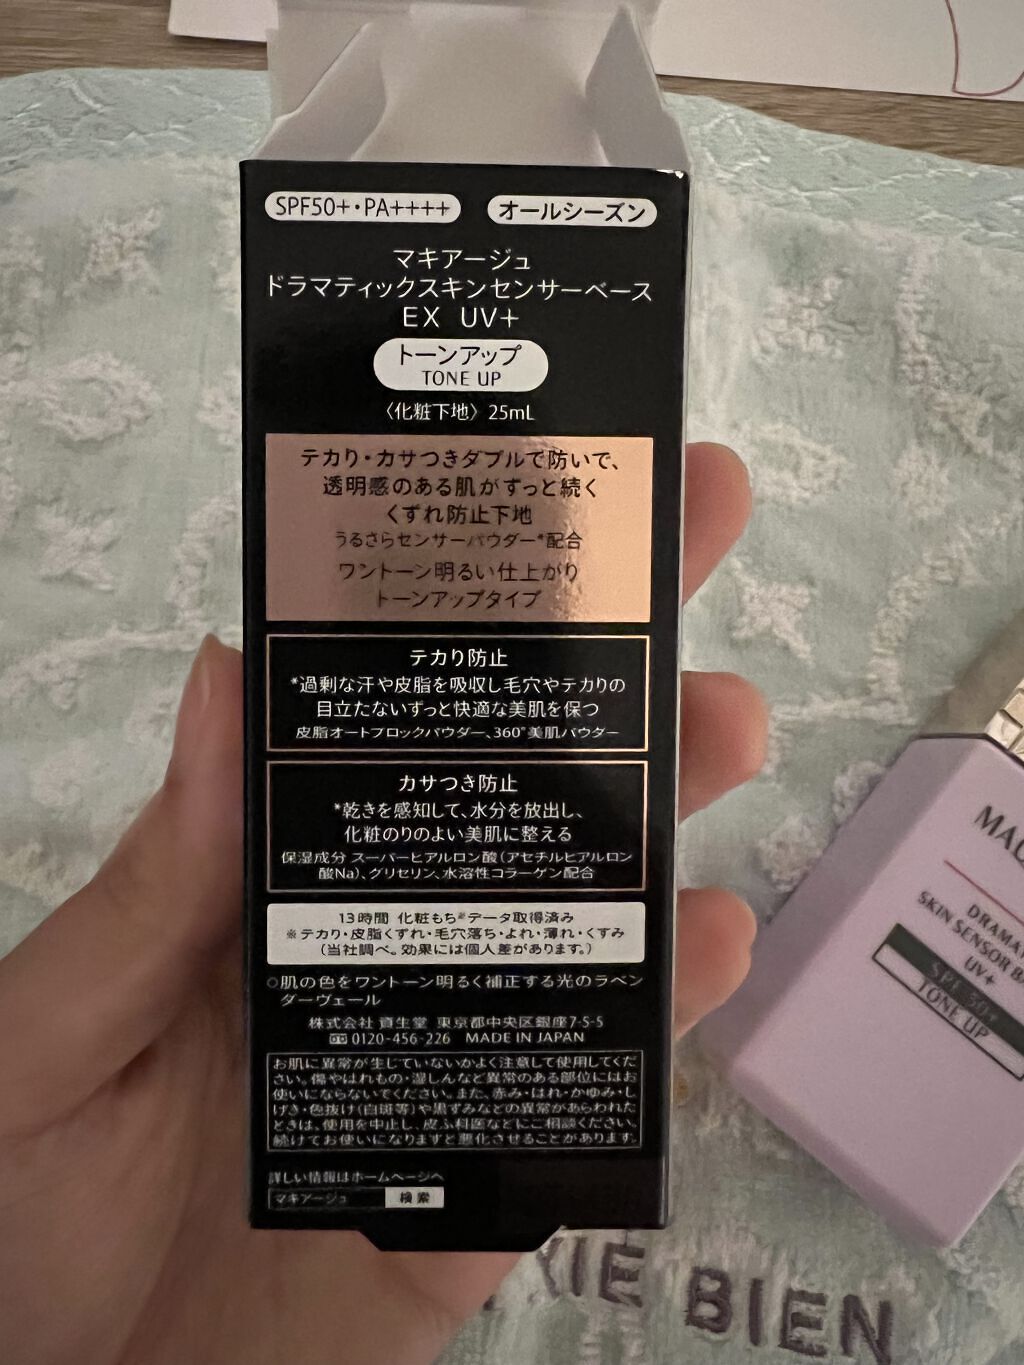 SPF50+・PA++++
オールシーズン
マキアージュ
ドラマティックスキンセンサーベース
EX UV+
トーンアップ
TONE UP
〈化粧下地〉25mL
テカリ・カサつきダブルで防いで、
透明感のある肌がずっと続く
くずれ防止下地
うるさらセンサーパウダー*配合
ワントーン明るい仕上がり
トーンアップタイプ
テカリ防止
*過剰な汗や皮脂を吸収し毛穴やテカリの
目立たないずっと快適な美肌を保つ
皮脂オートブロックパウダー、360°美肌パウダー
カサつき防止
*乾きを感知して、水分を放出し、
化粧のりのよい美肌に整える
保湿成分 スーパーヒアルロン酸（アセチルヒアルロン
酸Na）、グリセリン、水溶性コラーゲン配合
13時間 化粧もち※データ取得済み
※テカリ・皮脂くずれ・毛穴落ち・よれ・薄れ・くすみ
（当社調べ。効果には個人差があります。）
○肌の色をワントーン明るく補正する光のラベン
ダーヴェール
株式会社 資生堂 東京都中央区銀座7-5-5
0120-456-226 MADE IN JAPAN
お肌に異常が生じていないかよく注意して使用してくだ
さい。傷やはれもの・湿しんなど異常のある部位にはお
使いにならないでください。また、赤み・はれ・かゆみ・し
げき・色抜け（白斑等）や黒ずみなどの異常があらわれた
ときは、使用を中止し、皮ふ科医などにご相談ください。
続けてお使いになりますと悪化させることがあります。
詳しい情報はホームページへ
マキアージュ 検索
DRAMA
SKIN SENSOR BA
UV+
SPF 50+
TONE UP
XIE BIEN